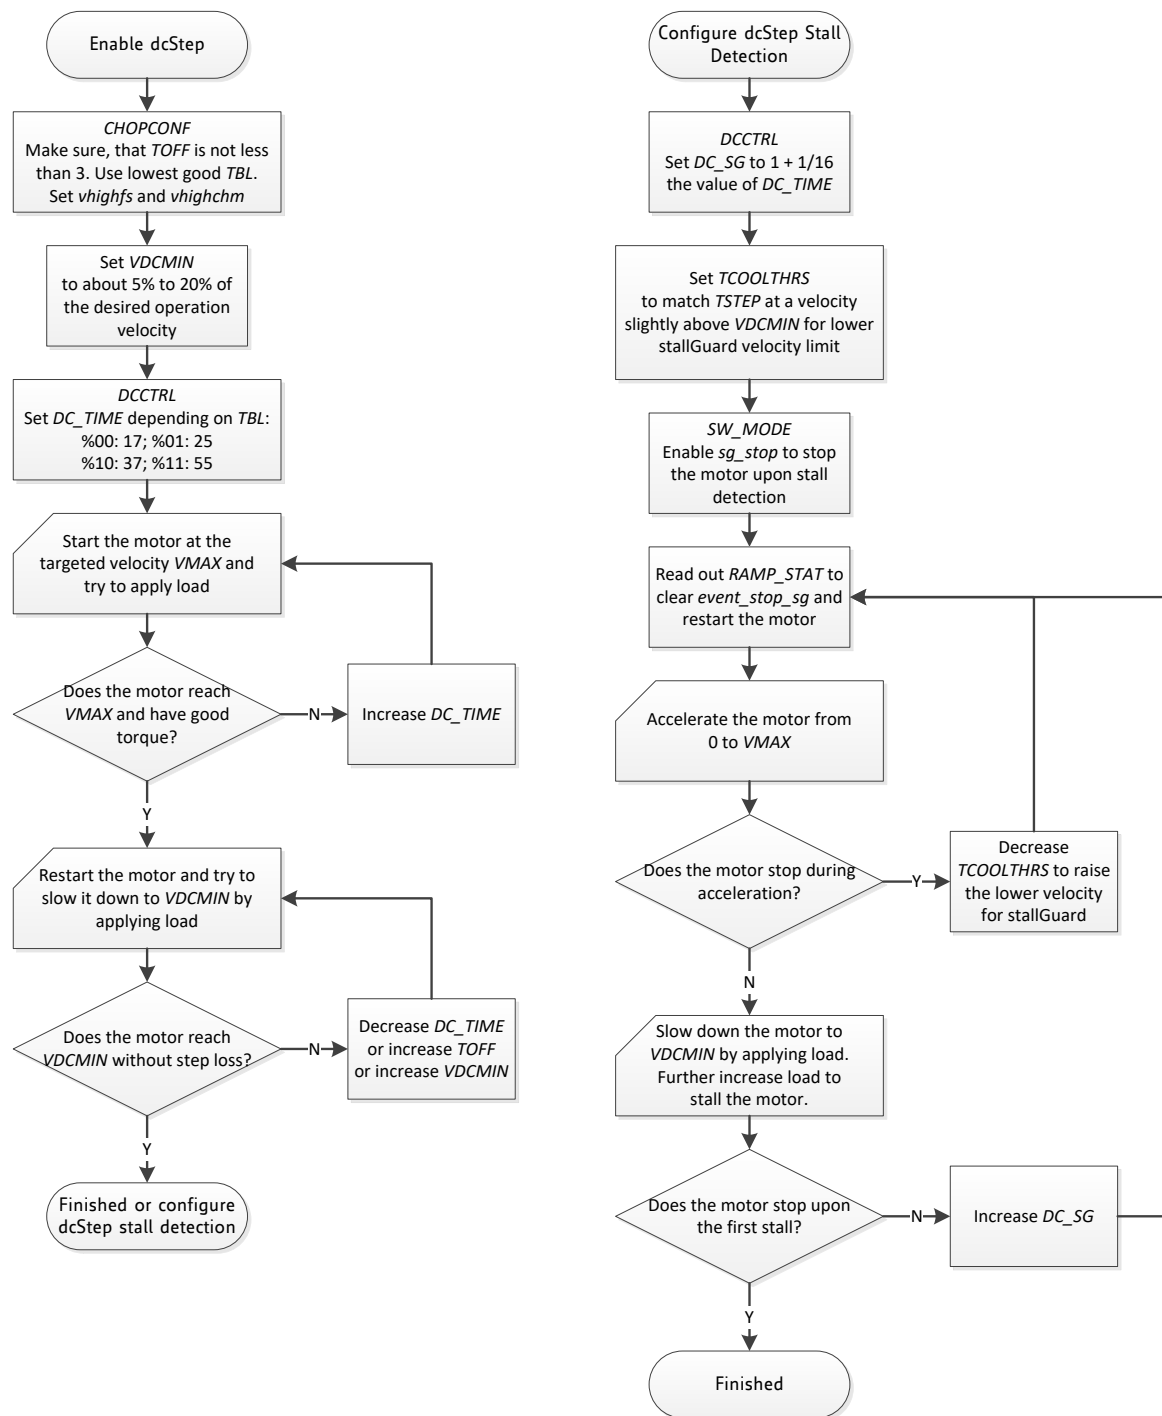 Enable dcStep
CHOPCONF
Make sure, that TOFF is not less
than 3. Use lowest good TBL.
Set vhighfs and vhighchm
Set VDCMIN
to about 5% to 20% of
the desired operation
velocity
DCCTRL
Set DC_TIME depending on TBL:
%00: 17; %01: 25
%10: 37; %11: 55
Start the motor at the
targeted velocity VMAX and
try to apply load
Does the motor reach
VMAX and have good
torque?
N
Increase DC_TIME
Y
Restart the motor and try to
slow it down to VDCMIN by
applying load
Does the motor reach
VDCMIN without step loss?
N
Decrease DC_TIME
or increase TOFF
or increase VDCMIN
Y
Finished or configure
dcStep stall detection
Configure dcStep Stall
Detection
DCCTRL
Set DC_SG to 1 + 1/16
the value of DC_TIME
Set TCOOLTHRS
to match TSTEP at a velocity
slightly above VDCMIN for lower
stallGuard velocity limit
SW_MODE
Enable sg_stop to stop
the motor upon stall
detection
Read out RAMP_STAT to
clear event_stop_sg and
restart the motor
Accelerate the motor from
0 to VMAX
Does the motor stop during
acceleration?
Y
Decrease
TCOOLTHRS to raise
the lower velocity
for stallGuard
N
Slow down the motor to
VDCMIN by applying load.
Further increase load to
stall the motor.
Does the motor stop upon
the first stall?
N
Increase DC_SG
Y
Finished